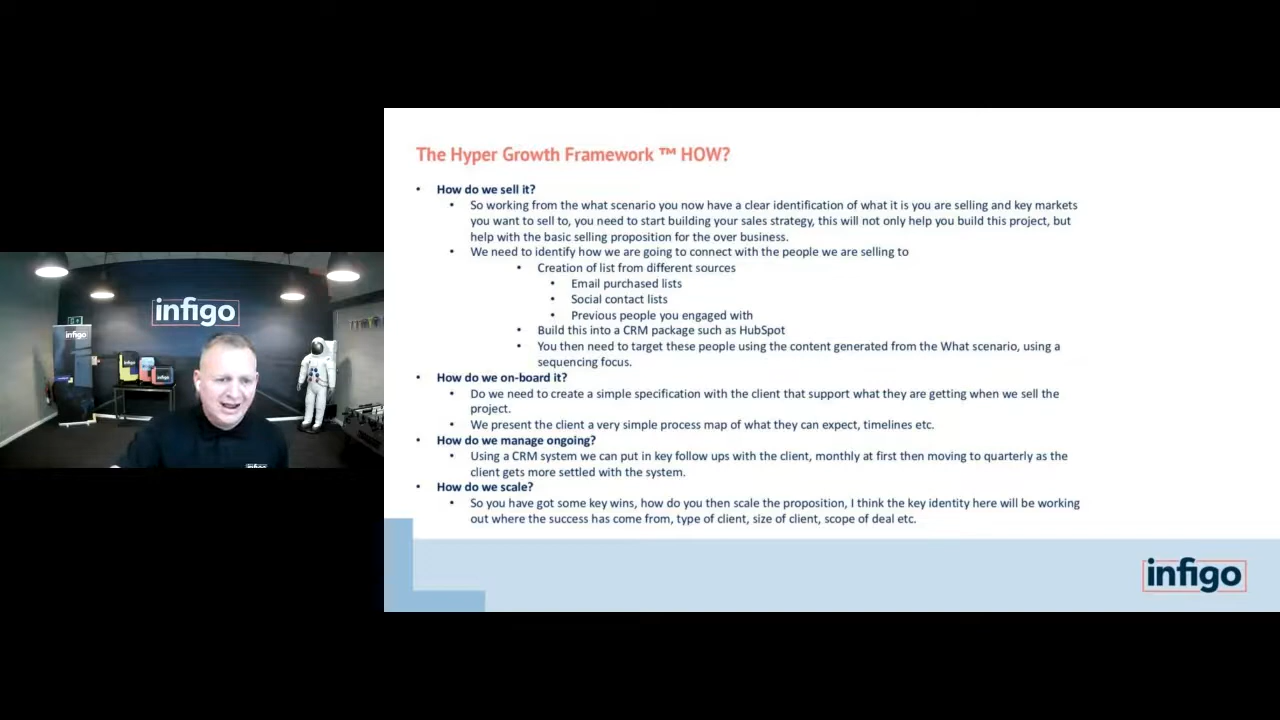 The Hyper Growth Framework ™ HOW?
• How do we sell it?
• So working from the what scenario you now have a clear identification of what it is you are selling and key markets
you want to sell to, you need to start building your sales strategy, this will not only help you build this project, but
help with the basic selling proposition for the over business.
• We need to identify how we are going to connect with the people we are selling to
• Creation of list from different sources
• Email purchased lists
• Social contact lists
• Previous people you engaged with
• Build this into a CRM package such as HubSpot
• You then need to target these people using the content generated from the What scenario, using a
sequencing focus.
• How do we on-board it?
• Do we need to create a simple specification with the client that support what they are getting when we sell the
project.
• We present the client a very simple process map of what they can expect, timelines etc.
• How do we manage ongoing?
• Using a CRM system we can put in key follow ups with the client, monthly at first then moving to quarterly as the
client gets more settled with the system.
• How do we scale?
• So you have got some key wins, how do you then scale the proposition, I think the key identity here will be working
out where the success has come from, type of client, size of client, scope of deal etc.
infigo
infigo
infigo
infigo